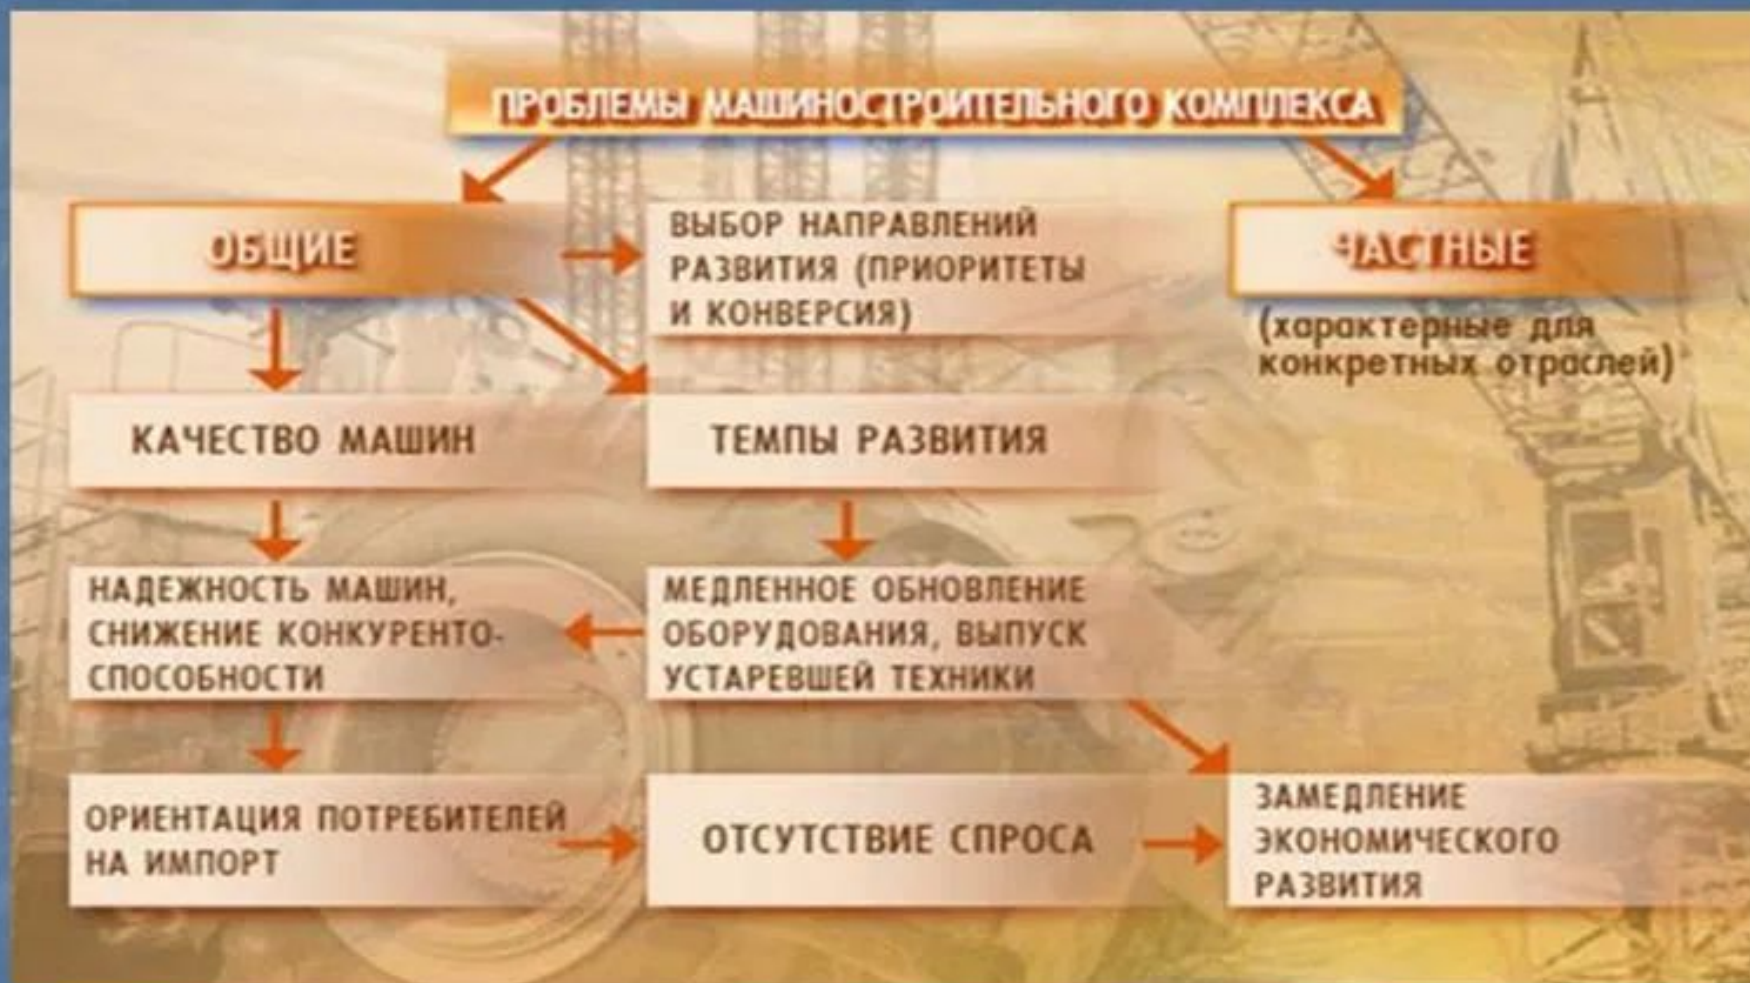 ПРОБЛЕМЫ МАШИНОСТРОИТЕЛЬНОГО КОМПЛЕКСА
ОБЩИЕ
ВЫБОР НАПРАВЛЕНИЙ
РАЗВИТИЯ (ПРИОРИТЕТЫ
И КОНВЕРСИЯ)
ЧАСТНЫЕ
(характерные для
конкретных отраслей)
КАЧЕСТВО МАШИН
ТЕМПЫ РАЗВИТИЯ
НАДЕЖНОСТЬ МАШИН,
СНИЖЕНИЕ КОНКУРЕНТО-
СПОСОБНОСТИ
МЕДЛЕННОЕ ОБНОВЛЕНИЕ
ОБОРУДОВАНИЯ, ВЫПУСК
УСТАРЕВШЕЙ ТЕХНИКИ
ОРИЕНТАЦИЯ ПОТРЕБИТЕЛЕЙ
НА ИМПОРТ
ОТСУТСТВИЕ СПРОСА
ЗАМЕДЛЕНИЕ
ЭКОНОМИЧЕСКОГО
РАЗВИТИЯ